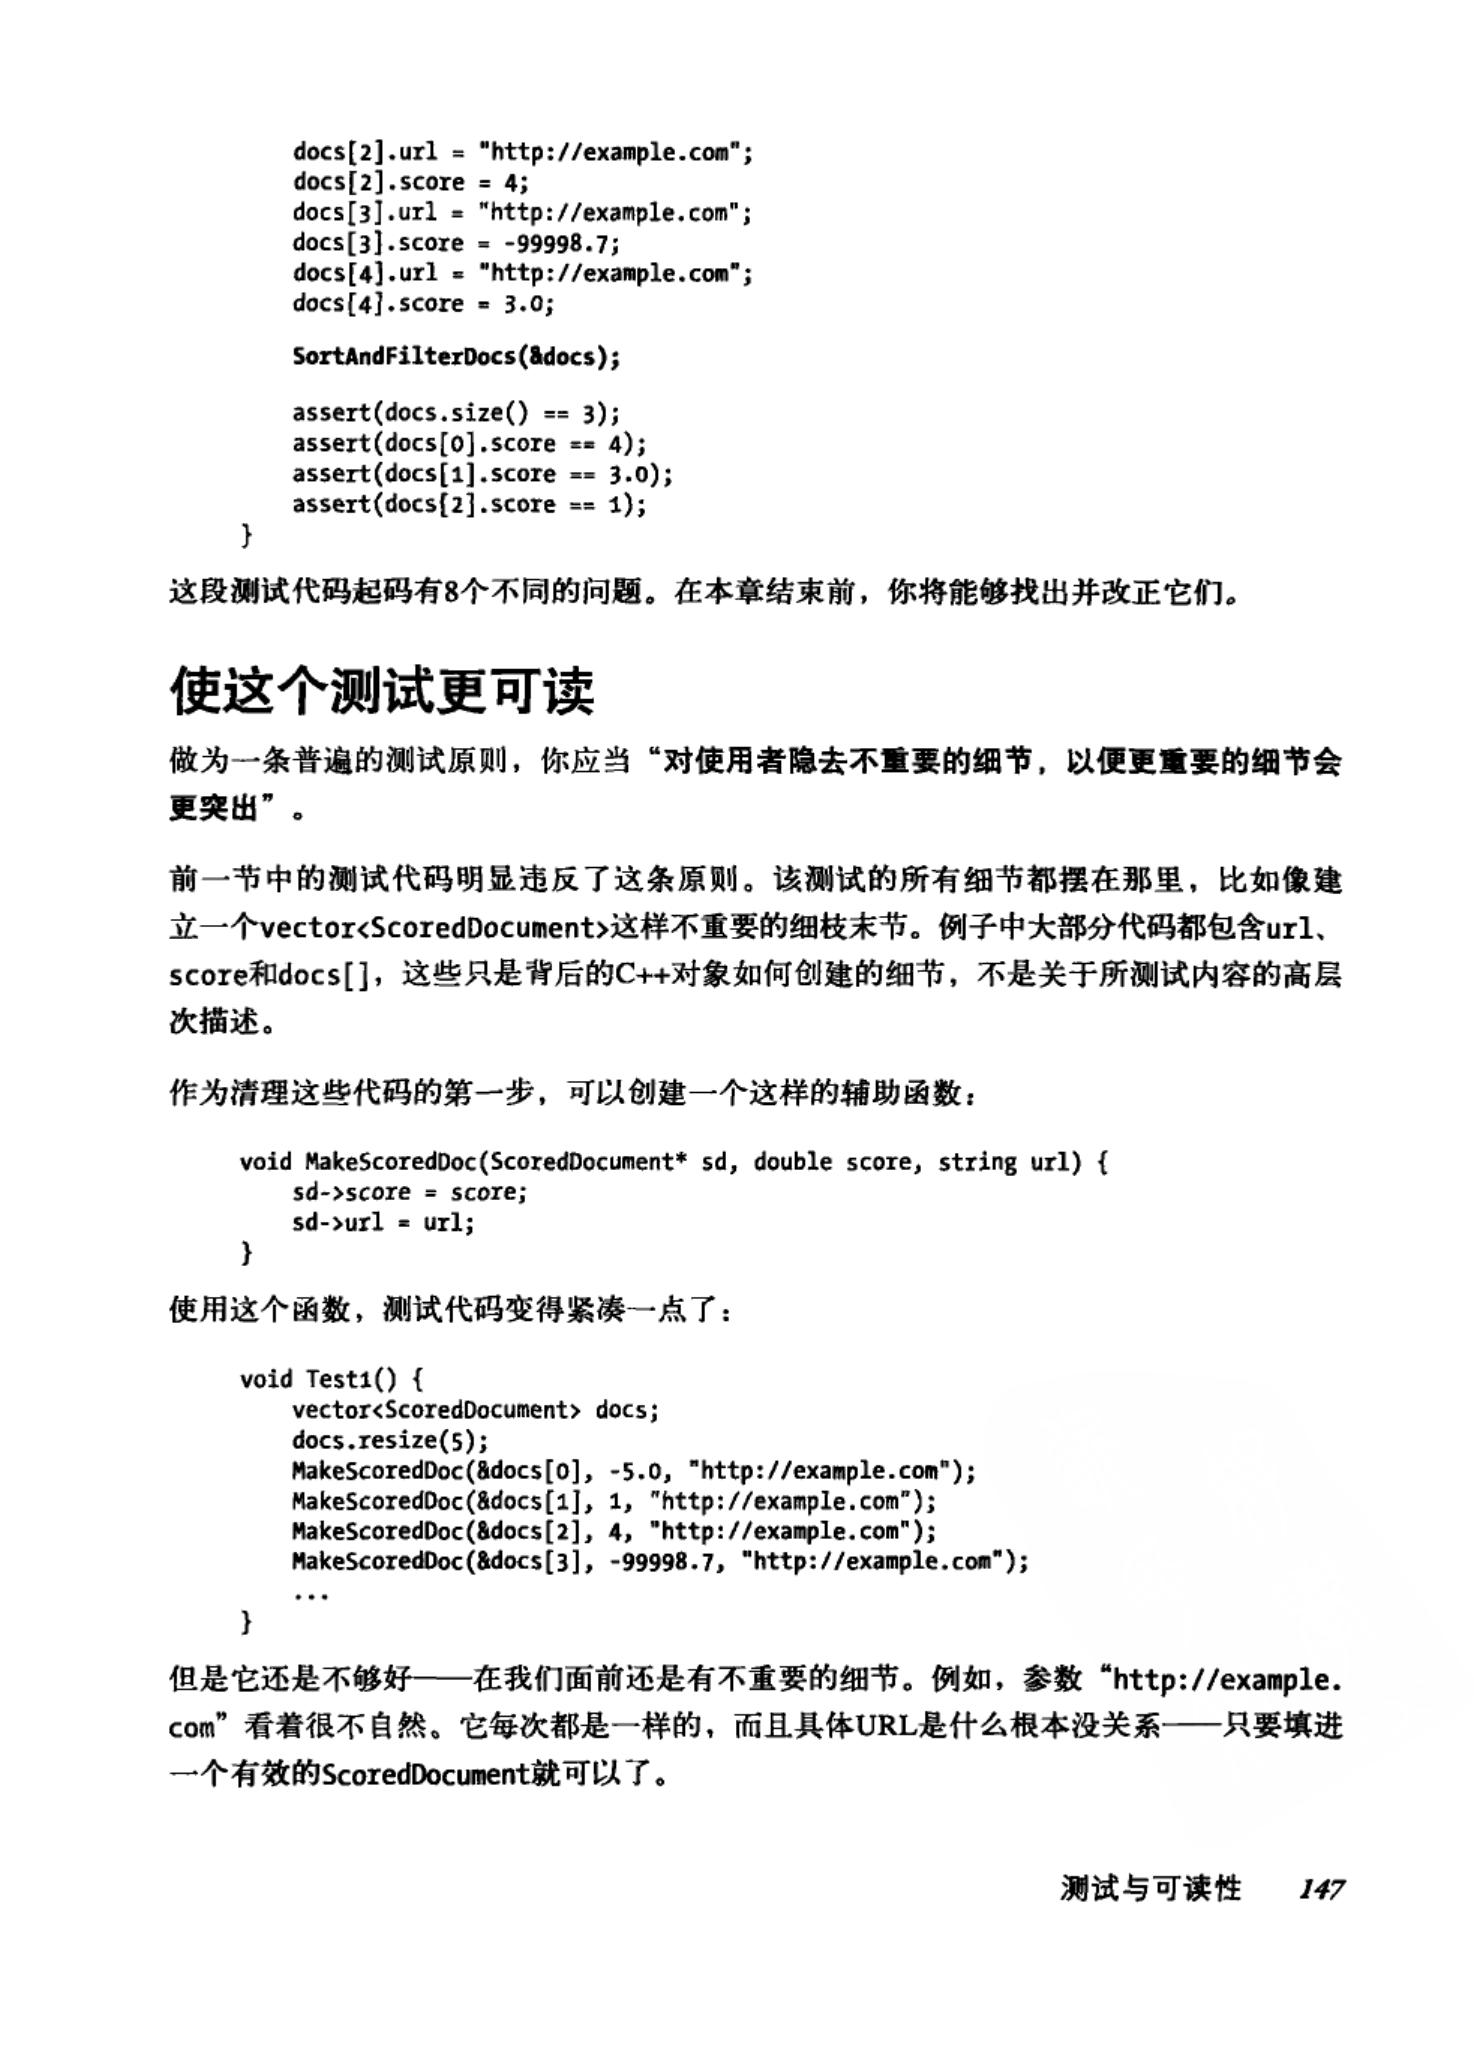 docs[2].url = "http://example.com";
docs[2].score = 4;
docs[3].url = "http://example.com";
docs[3].score = -99998.7;
docs[4].url = "http://example.com";
docs[4].score = 3.0;
SortAndFilterDocs(&docs);
assert(docs.size() == 3);
assert(docs[0].score == 4);
assert(docs[1].score == 3.0);
assert(docs[2].score == 1);
}
这段测试代码起码有8个不同的问题。在本章结束前，你将能够找出并改正它们。
使这个测试更可读
做为一条普遍的测试原则，你应当“对使用者隐去不重要的细节，以便更重要的细节会
更突出”。
前一节中的测试代码明显违反了这条原则。该测试的所有细节都摆在那里，比如像建
立一个vector<ScoredDocument>这样不重要的细枝末节。例子中大部分代码都包含url、
score和docs[]，这些只是背后的C++对象如何创建的细节，不是关于所测试内容的高层
次描述。
作为清理这些代码的第一步，可以创建一个这样的辅助函数：
void MakeScoredDoc(ScoredDocument* sd, double score, string url) {
sd->score = score;
sd->url = url;
}
使用这个函数，测试代码变得紧凑一点了：
void Test1() {
vector<ScoredDocument> docs;
docs.resize(5);
MakeScoredDoc(&docs[0], -5.0, "http://example.com");
MakeScoredDoc(&docs[1], 1, "http://example.com");
MakeScoredDoc(&docs[2], 4, "http://example.com");
MakeScoredDoc(&docs[3], -99998.7, "http://example.com");
...
}
但是它还是不够好——在我们面前还是有不重要的细节。例如，参数“http://example.
com”看着很不自然。它每次都是一样的，而且具体URL是什么根本没关系——只要填进
一个有效的ScoredDocument就可以了。
测试与可读性 147